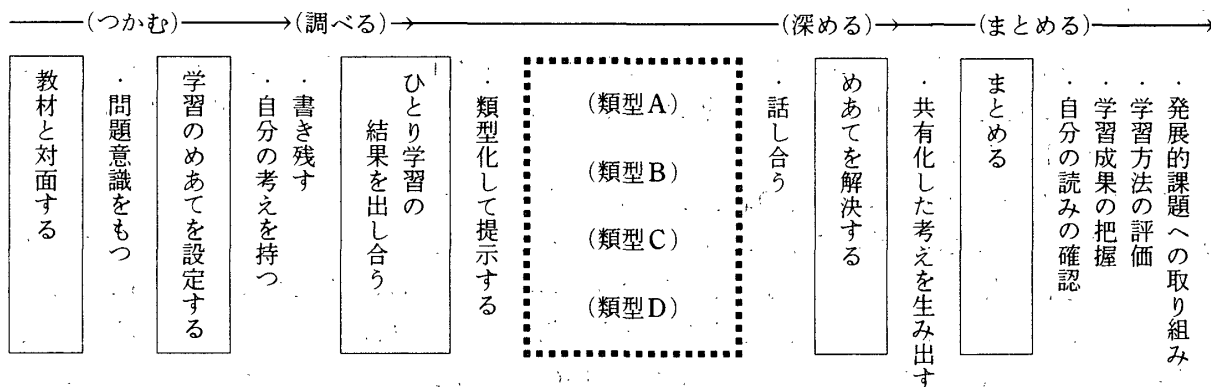 (つかむ)
(調べる)
(深める)
(まとめる)
教材と対面する
・問題意識をもつ
学習のめあてを設定する
・自分の考えを持つ
・書き残す
ひとり学習の
結果を出し合う
・類型化して提示する
(類型A)
(類型B)
(類型C)
(類型D)
・話し合う
めあてを解決する
・共有化した考えを生み出す
まとめる
・自分の読みの確認
・学習成果の把握
・学習方法の評価
・発展的課題への取り組み